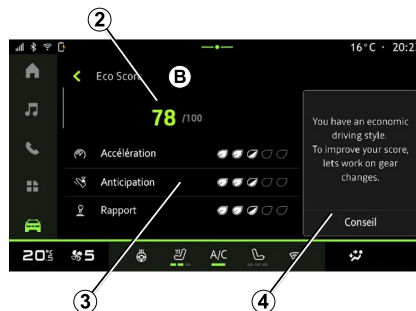 2
16°C · 20:2
Eco Score
B
78 /100
You have an economic
driving style.
To improve your score,
lets work on gear
changes.
Accélération
Anticipation
Rapport
Conseil
20°5
5
A/C
3
4